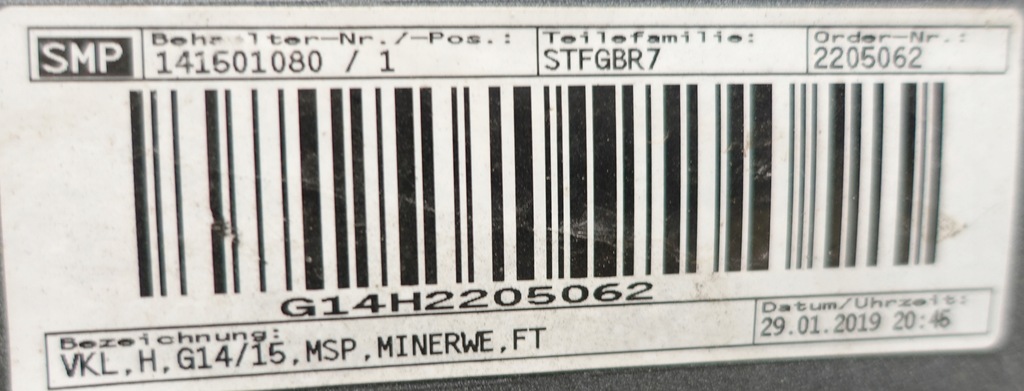 SMP
Behälter-Nr./-Pos.: Teilefamilie: Order-Nr.:
141601080 / 1 STFGBR7 2205062
G14H2205062
Bezeichnung: Datum/Uhrzeit:
VKL,H,G14/15,MSP,MINERWE,FT 29.01.2019 20:46